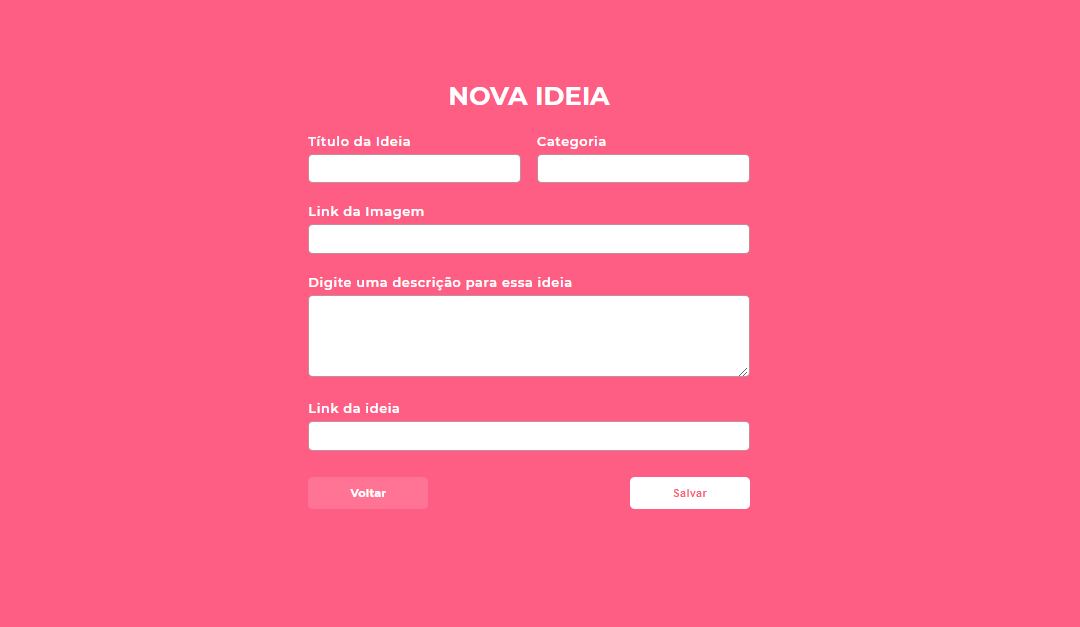 NOVA IDEIA
Título da Ideia
Categoria
Link da Imagem
Digite uma descrição para essa ideia
Link da ideia
Voltar
Salvar